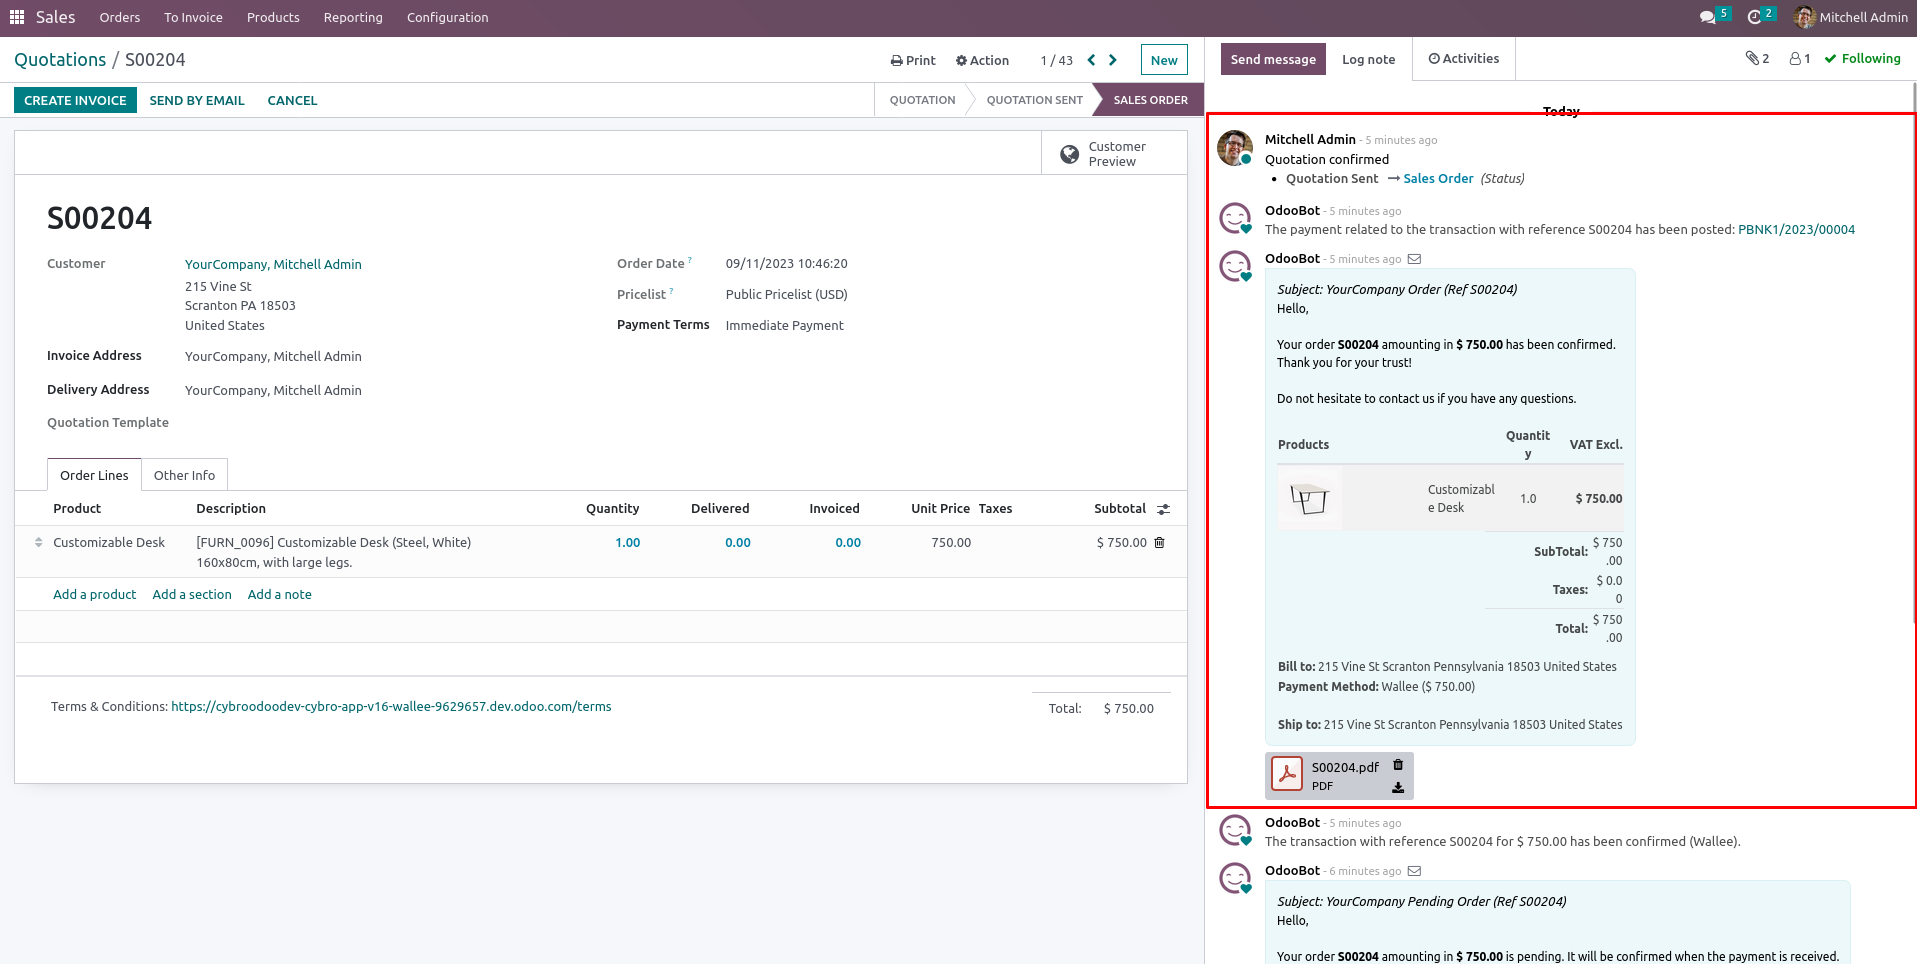 Sales Orders To Invoice Products Reporting Configuration 5 2 Mitchell Admin
Quotations / S00204
Print Action 1 / 43 New
CREATE INVOICE SEND BY EMAIL CANCEL
QUOTATION QUOTATION SENT SALES ORDER
Customer
Preview
S00204
Customer YourCompany, Mitchell Admin
215 Vine St
Scranton PA 18503
United States
Invoice Address YourCompany, Mitchell Admin
Delivery Address YourCompany, Mitchell Admin
Quotation Template
Order Date ? 09/11/2023 10:46:20
Pricelist ? Public Pricelist (USD)
Payment Terms Immediate Payment
Order Lines Other Info
Product Description Quantity Delivered Invoiced Unit Price Taxes Subtotal
Customizable Desk [FURN_0096] Customizable Desk (Steel, White) 1.00 0.00 0.00 750.00 $ 750.00
160x80cm, with large legs.
Add a product Add a section Add a note
Terms & Conditions: https://cybroodoodev-cybro-app-v16-wallee-9629657.dev.odoo.com/terms
Total: $ 750.00
Send message Log note Activities 2 1 Following
Today
Mitchell Admin - 5 minutes ago
Quotation confirmed
• Quotation Sent → Sales Order (Status)
OdooBot - 5 minutes ago
The payment related to the transaction with reference S00204 has been posted: PBNK1/2023/00004
OdooBot - 5 minutes ago
Subject: YourCompany Order (Ref S00204)
Hello,
Your order S00204 amounting in $ 750.00 has been confirmed.
Thank you for your trust!
Do not hesitate to contact us if you have any questions.
Products Quantit VAT Excl.
y
Customizabl 1.0 $ 750.00
e Desk
SubTotal: $ 750
.00
Taxes: $ 0.0
0
Total: $ 750
.00
Bill to: 215 Vine St Scranton Pennsylvania 18503 United States
Payment Method: Wallee ($ 750.00)
Ship to: 215 Vine St Scranton Pennsylvania 18503 United States
S00204.pdf
PDF
OdooBot - 5 minutes ago
The transaction with reference S00204 for $ 750.00 has been confirmed (Wallee).
OdooBot - 6 minutes ago
Subject: YourCompany Pending Order (Ref S00204)
Hello,
Your order S00204 amounting in $ 750.00 is pending. It will be confirmed when the payment is received.